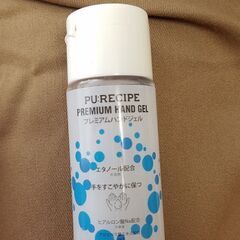 PU:RECIPE
PREMIUM HAND GEL
プレミアムハンドジェル
エタノール配合
手をすこやかに保つ
ヒアルロン酸Na配合